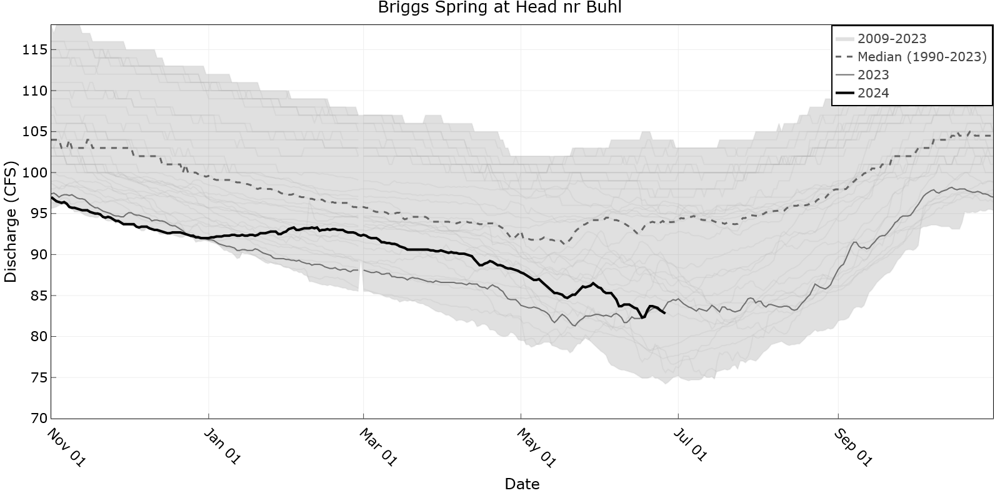 Briggs Spring at Head nr Buhl
2009-2023
Median (1990-2023)
2023
2024
115
110
105
100
95
90
85
80
75
70
Discharge (CFS)
Nov 01
Jan 01
Mar 01
May 01
Jul 01
Sep 01
Date